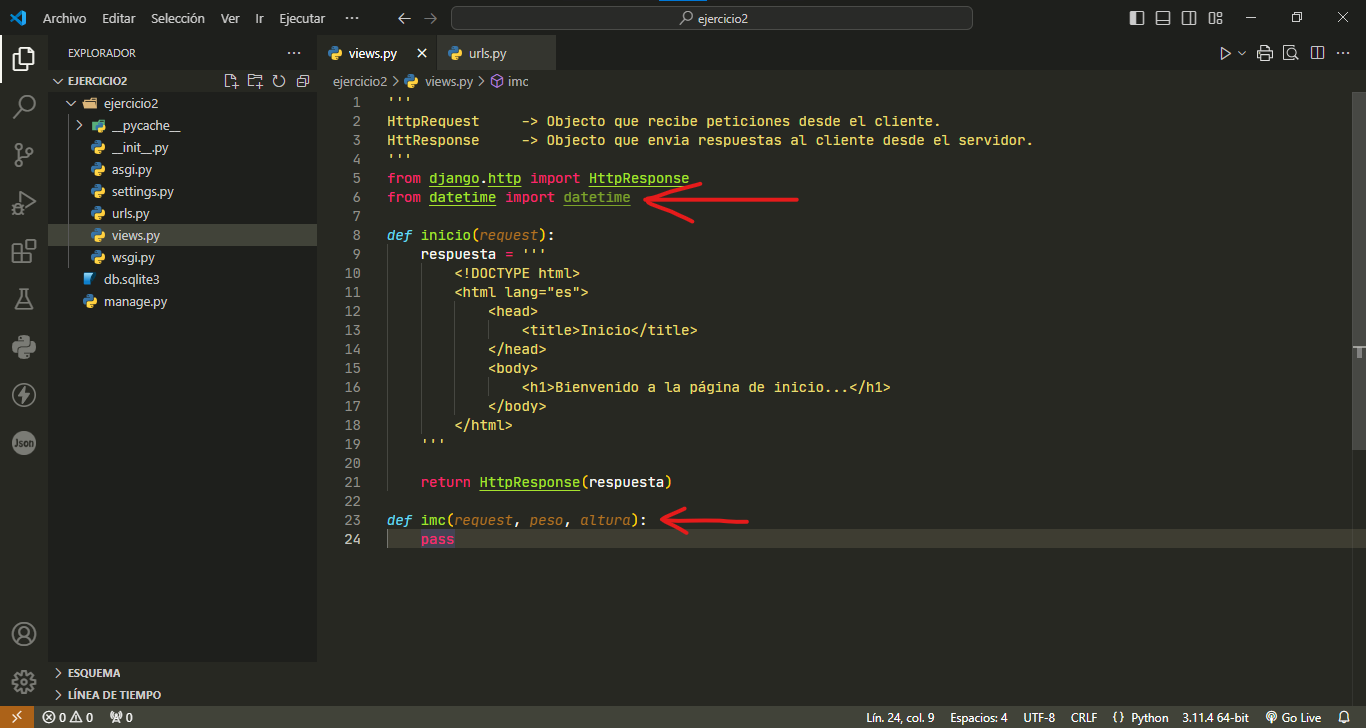 Archivo Editar Selección Ver Ir Ejecutar ··· ejercicio2
EXPLORADOR ···
EJERCICIO2
ejercicio2
__pycache__
__init__.py
asgi.py
settings.py
urls.py
views.py
wsgi.py
db.sqlite3
manage.py
ESQUEMA
LÍNEA DE TIEMPO
Json
views.py urls.py
ejercicio2 > views.py > imc
1 '''
2 HttpRequest     -> Objecto que recibe peticiones desde el cliente.
3 HttResponse     -> Objecto que envia respuestas al cliente desde el servidor.
4 '''
5 from django.http import HttpResponse
6 from datetime import datetime
7
8 def inicio(request):
9     respuesta = '''
10         <!DOCTYPE html>
11         <html lang="es">
12             <head>
13                 <title>Inicio</title>
14             </head>
15             <body>
16                 <h1>Bienvenido a la página de inicio...</h1>
17             </body>
18         </html>
19     '''
20
21     return HttpResponse(respuesta)
22
23 def imc(request, peso, altura):
24     pass
0 0 0 Lín. 24, col. 9 Espacios: 4 UTF-8 CRLF {} Python 3.11.4 64-bit Go Live